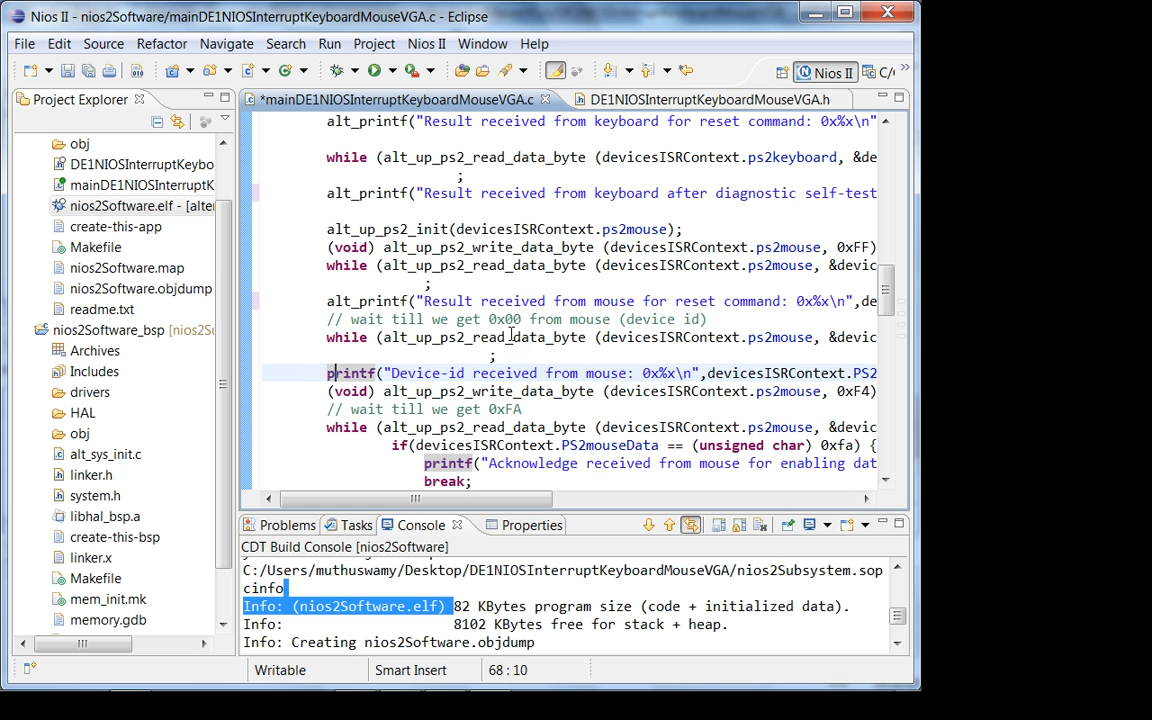 Nios II - nios2Software/mainDE1NIOSInterruptKeyboardMouseVGA.c - Eclipse
File Edit Source Refactor Navigate Search Run Project Nios II Window Help
Nios II C/ »
Project Explorer
*mainDE1NIOSInterruptKeyboardMouseVGA.c DE1NIOSInterruptKeyboardMouseVGA.h
obj
DE1NIOSInterruptKeybo
mainDE1NIOSInterruptK
nios2Software.elf - [alter
create-this-app
Makefile
nios2Software.map
nios2Software.objdump
readme.txt
nios2Software_bsp [nios2Su
Archives
Includes
drivers
HAL
obj
alt_sys_init.c
linker.h
system.h
libhal_bsp.a
create-this-bsp
linker.x
Makefile
mem_init.mk
memory.gdb
alt_printf("Result received from keyboard for reset command: 0x%x\n"
while (alt_up_ps2_read_data_byte (devicesISRContext.ps2keyboard, &de
;
alt_printf("Result received from keyboard after diagnostic self-test
alt_up_ps2_init(devicesISRContext.ps2mouse);
(void) alt_up_ps2_write_data_byte (devicesISRContext.ps2mouse, 0xFF)
while (alt_up_ps2_read_data_byte (devicesISRContext.ps2mouse, &devic
;
alt_printf("Result received from mouse for reset command: 0x%x\n",de
// wait till we get 0x00 from mouse (device id)
while (alt_up_ps2_read_data_byte (devicesISRContext.ps2mouse, &devic
;
printf("Device-id received from mouse: 0x%x\n",devicesISRContext.PS2
(void) alt_up_ps2_write_data_byte (devicesISRContext.ps2mouse, 0xF4)
// wait till we get 0xFA
while (alt_up_ps2_read_data_byte (devicesISRContext.ps2mouse, &devic
if(devicesISRContext.PS2mouseData == (unsigned char) 0xfa) {
printf("Acknowledge received from mouse for enabling dat
break;
Problems Tasks Console Properties
CDT Build Console [nios2Software]
C:/Users/muthuswamy/Desktop/DE1NIOSInterruptKeyboardMouseVGA/nios2Subsystem.sop
cinfo
Info: (nios2Software.elf) 82 KBytes program size (code + initialized data).
Info: 8102 KBytes free for stack + heap.
Info: Creating nios2Software.objdump
Writable Smart Insert 68 : 10